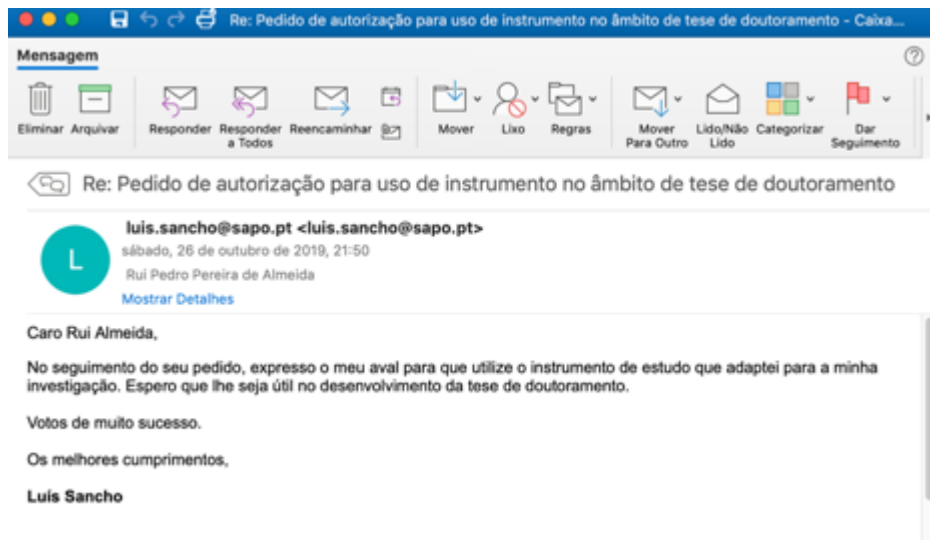 Re: Pedido de autorização para uso de instrumento no âmbito de tese de doutoramento - Caixa...
Mensagem
Eliminar Arquivar Responder Responder a Todos Reencaminhar Mover Lixo Regras Mover Para Outro Lido/Não Lido Categorizar Dar Seguimento
Re: Pedido de autorização para uso de instrumento no âmbito de tese de doutoramento
L
luis.sancho@sapo.pt <luis.sancho@sapo.pt>
sábado, 26 de outubro de 2019, 21:50
Rui Pedro Pereira de Almeida
Mostrar Detalhes
Caro Rui Almeida,
No seguimento do seu pedido, expresso o meu aval para que utilize o instrumento de estudo que adaptei para a minha
investigação. Espero que lhe seja útil no desenvolvimento da tese de doutoramento.
Votos de muito sucesso.
Os melhores cumprimentos,
Luís Sancho